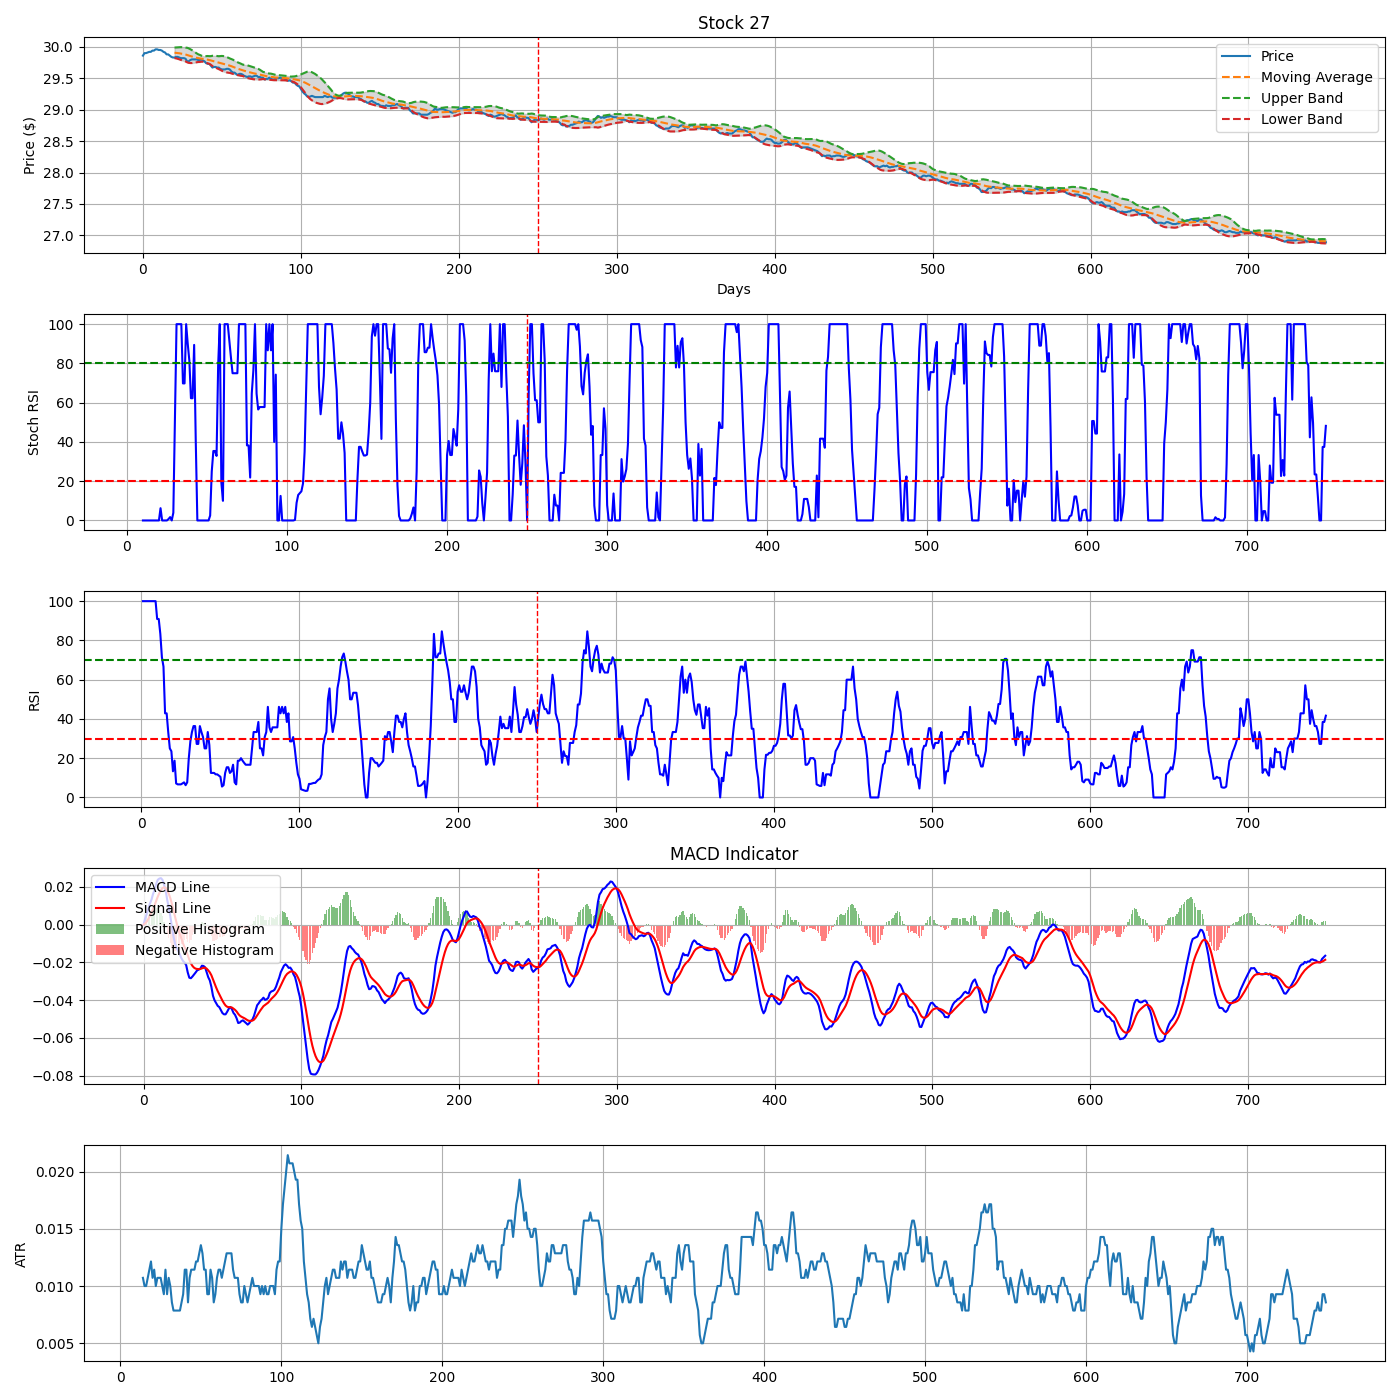 Stock 27
30.0
29.5
29.0
28.5
28.0
27.5
27.0
Price ($)
Price
Moving Average
Upper Band
Lower Band
0 100 200 300 400 500 600 700
Days
100
80
60
40
20
0
Stoch RSI
0 100 200 300 400 500 600 700
100
80
60
40
20
0
RSI
0 100 200 300 400 500 600 700
MACD Indicator
0.02
0.00
−0.02
−0.04
−0.06
−0.08
MACD Line
Signal Line
Positive Histogram
Negative Histogram
0 100 200 300 400 500 600 700
0.020
0.015
0.010
0.005
ATR
0 100 200 300 400 500 600 700